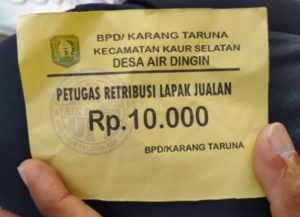 BPD/ KARANG TARUNA
KECAMATAN KAUR SELATAN
DESA AIR DINGIN
PETUGAS RETRIBUSI LAPAK JUALAN
Rp.10.000
BPD/KARANG TARUNA